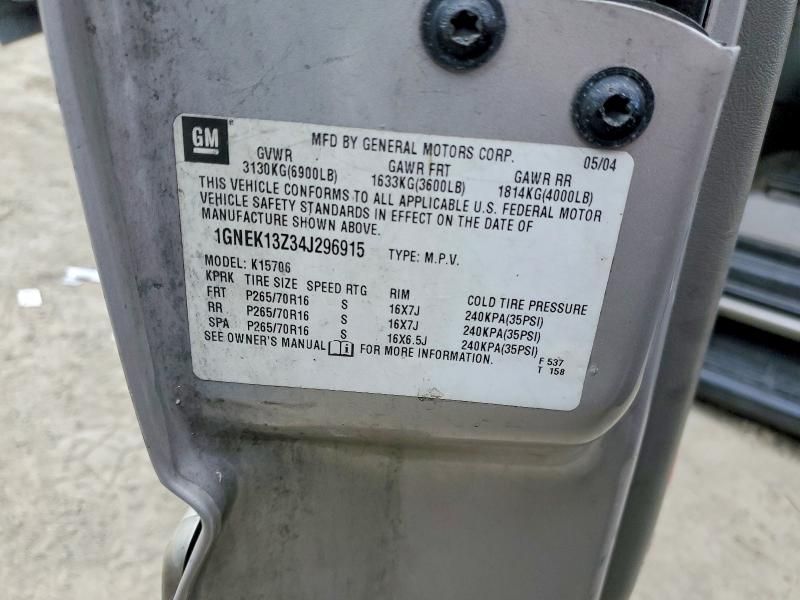 GM
MFD BY GENERAL MOTORS CORP. 05/04
GVWR GAWR FRT GAWR RR
3130KG(6900LB) 1633KG(3600LB) 1814KG(4000LB)
THIS VEHICLE CONFORMS TO ALL APPLICABLE U.S. FEDERAL MOTOR
VEHICLE SAFETY STANDARDS IN EFFECT ON THE DATE OF
MANUFACTURE SHOWN ABOVE.
1GNEK13Z34J296915 TYPE: M.P.V.
MODEL: K15706
KPRK TIRE SIZE SPEED RTG RIM COLD TIRE PRESSURE
FRT P265/70R16 S 16X7J 240KPA(35PSI)
RR P265/70R16 S 16X7J 240KPA(35PSI)
SPA P265/70R16 S 16X6.5J 240KPA(35PSI)
SEE OWNER'S MANUAL FOR MORE INFORMATION.
F 537
T 158